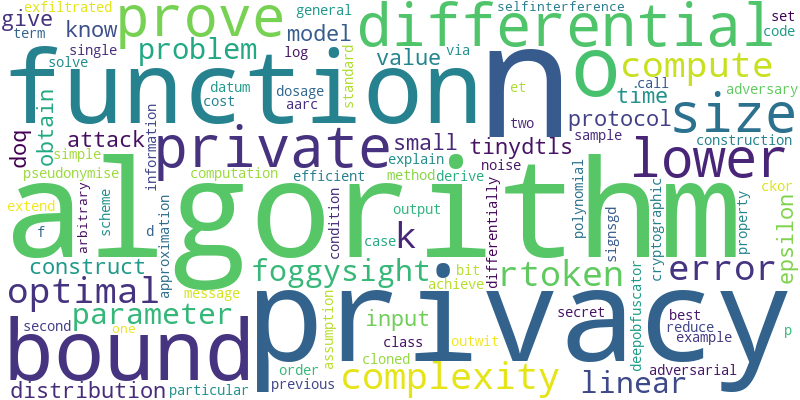 exfiltrated general selfinterference
give prove differential set
term know single log model standard via code
solve problem value
function n o compute
datum dosage et call time adversary
cost aarc two size
doq obtain attack private small tinydtls protocol sample construction
simple information explain noise lower
pseudonymise computation efficient method derive
algorithm
extend arbitrary scheme approximation output condition differentially polynomial cryptographic property ckor
f d case k signsgd epsilon
construct foggysight bit rtoken error
message achieve
optimal privacy
parameter assumption input secret deepobfuscator best
bound second one class outwit reduce p
cloned example
order complexity adversarial
distribution particular previous linear